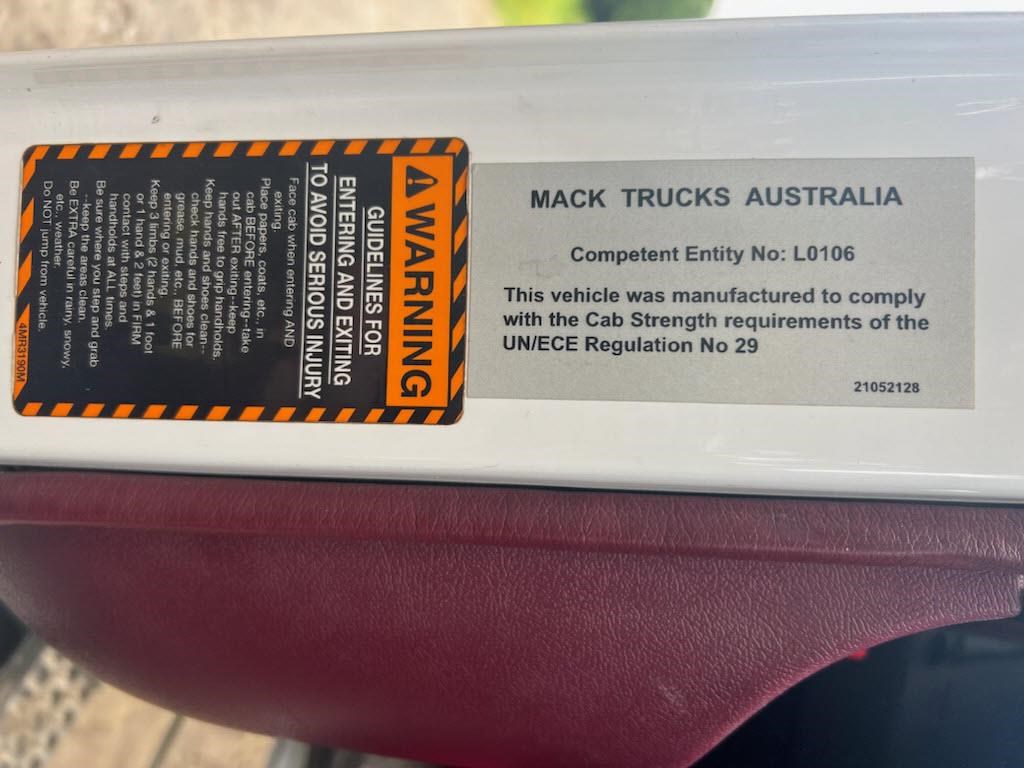 WARNING
GUIDELINES FOR
ENTERING AND EXITING
TO AVOID SERIOUS INJURY
Face cab when entering AND
exiting.
Place papers, coats, etc., in
cab BEFORE entering--take
out AFTER exiting--keep
hands free to grip handholds.
Keep hands and shoes clean--
check hands and shoes for
grease, mud, etc., BEFORE
entering or exiting.
Keep 3 limbs (2 hands & 1 foot
or 1 hand & 2 feet) in FIRM
contact with steps and
handholds at ALL times.
Be sure where you step and grab
--keep the areas clean.
Be EXTRA careful in rainy, snowy,
etc., weather.
Do NOT jump from vehicle.
4MR3190M
MACK TRUCKS AUSTRALIA
Competent Entity No: L0106
This vehicle was manufactured to comply
with the Cab Strength requirements of the
UN/ECE Regulation No 29
21052128